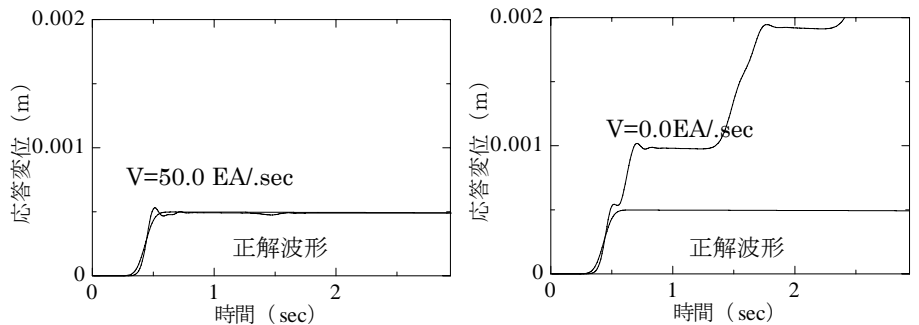 0.002
0.001
0
応答変位（m）
V=50.0 EA/.sec
正解波形
0 1 2
時間（sec）
0.002
0.001
0
応答変位（m）
V=0.0EA/.sec
正解波形
0 1 2
時間（sec）